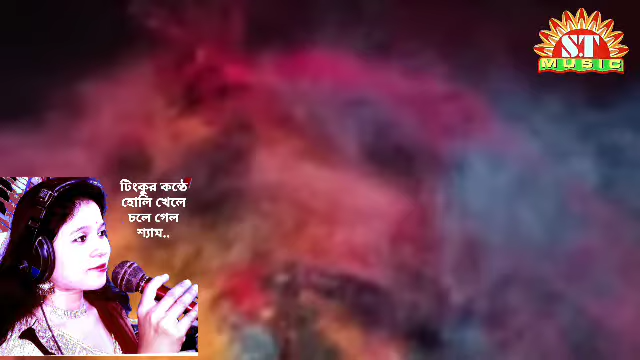 S.T
MUSIC
টিংকুর কন্ঠে
হোলি খেলে
চলে গেল
শ্যাম..